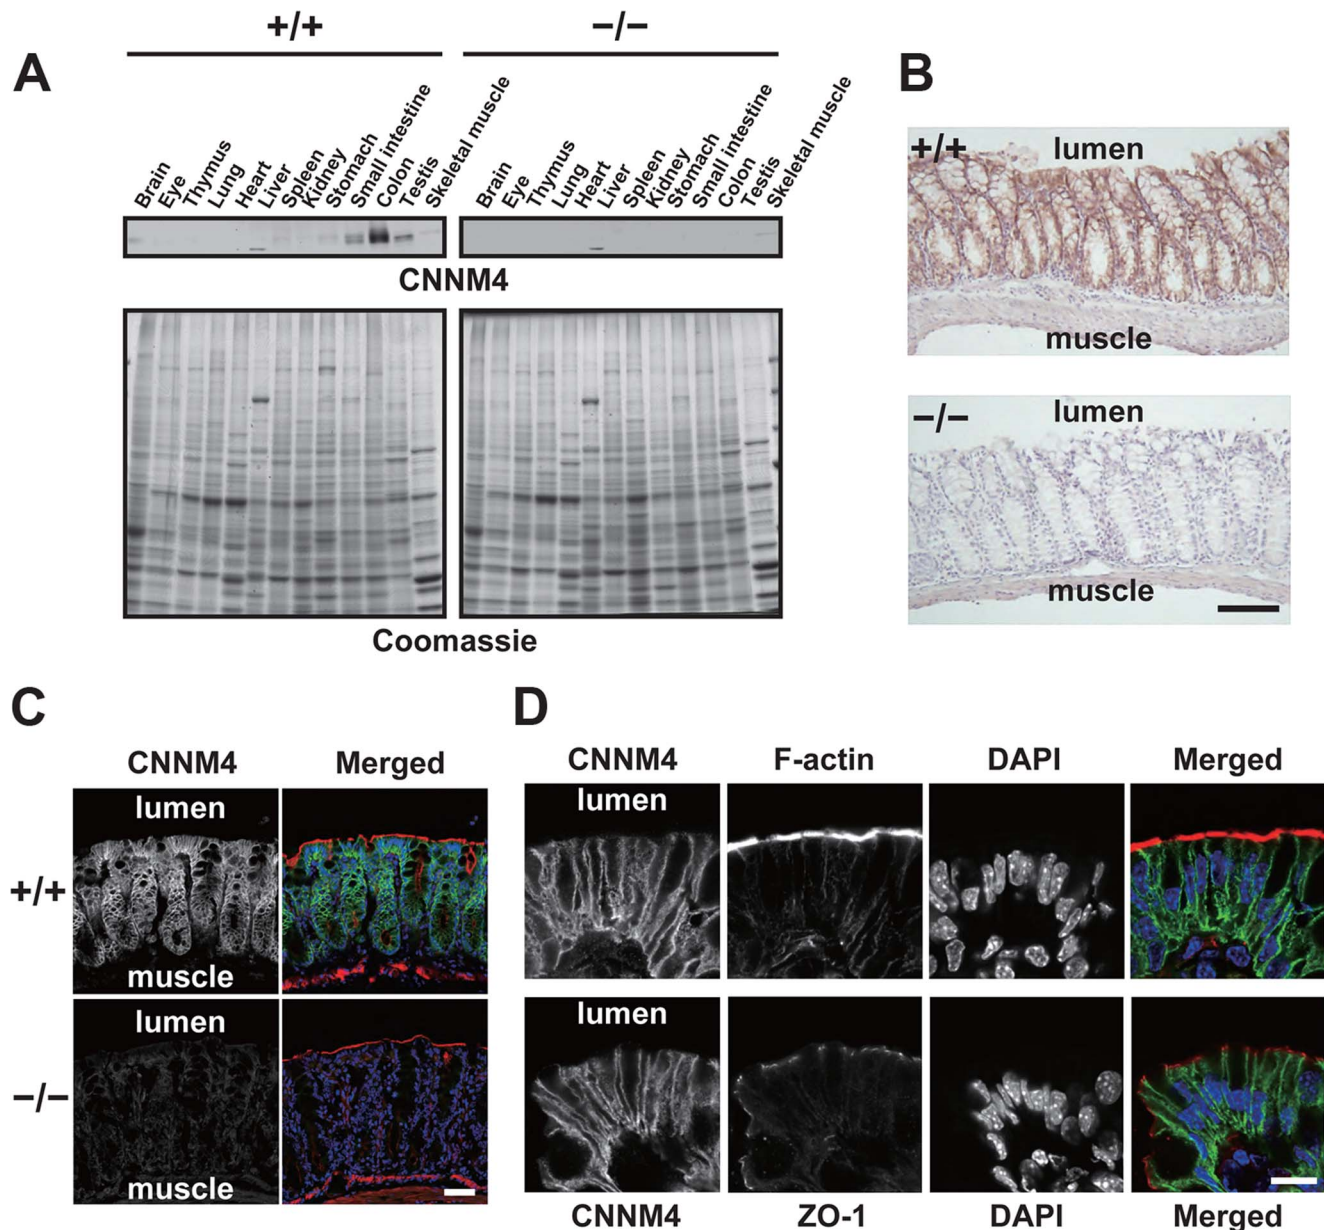 A
+/+
−/−
Brain
Eye
Thymus
Lung
Heart
Liver
Spleen
Kidney
Stomach
Small intestine
Colon
Testis
Skeletal muscle
Brain
Eye
Thymus
Lung
Heart
Liver
Spleen
Kidney
Stomach
Small intestine
Colon
Testis
Skeletal muscle
CNNM4
Coomassie
B
+/+
lumen
muscle
−/−
lumen
muscle
C
CNNM4 Merged
+/+
lumen
muscle
−/−
lumen
muscle
D
CNNM4 F-actin DAPI Merged
lumen
lumen
CNNM4 ZO-1 DAPI Merged